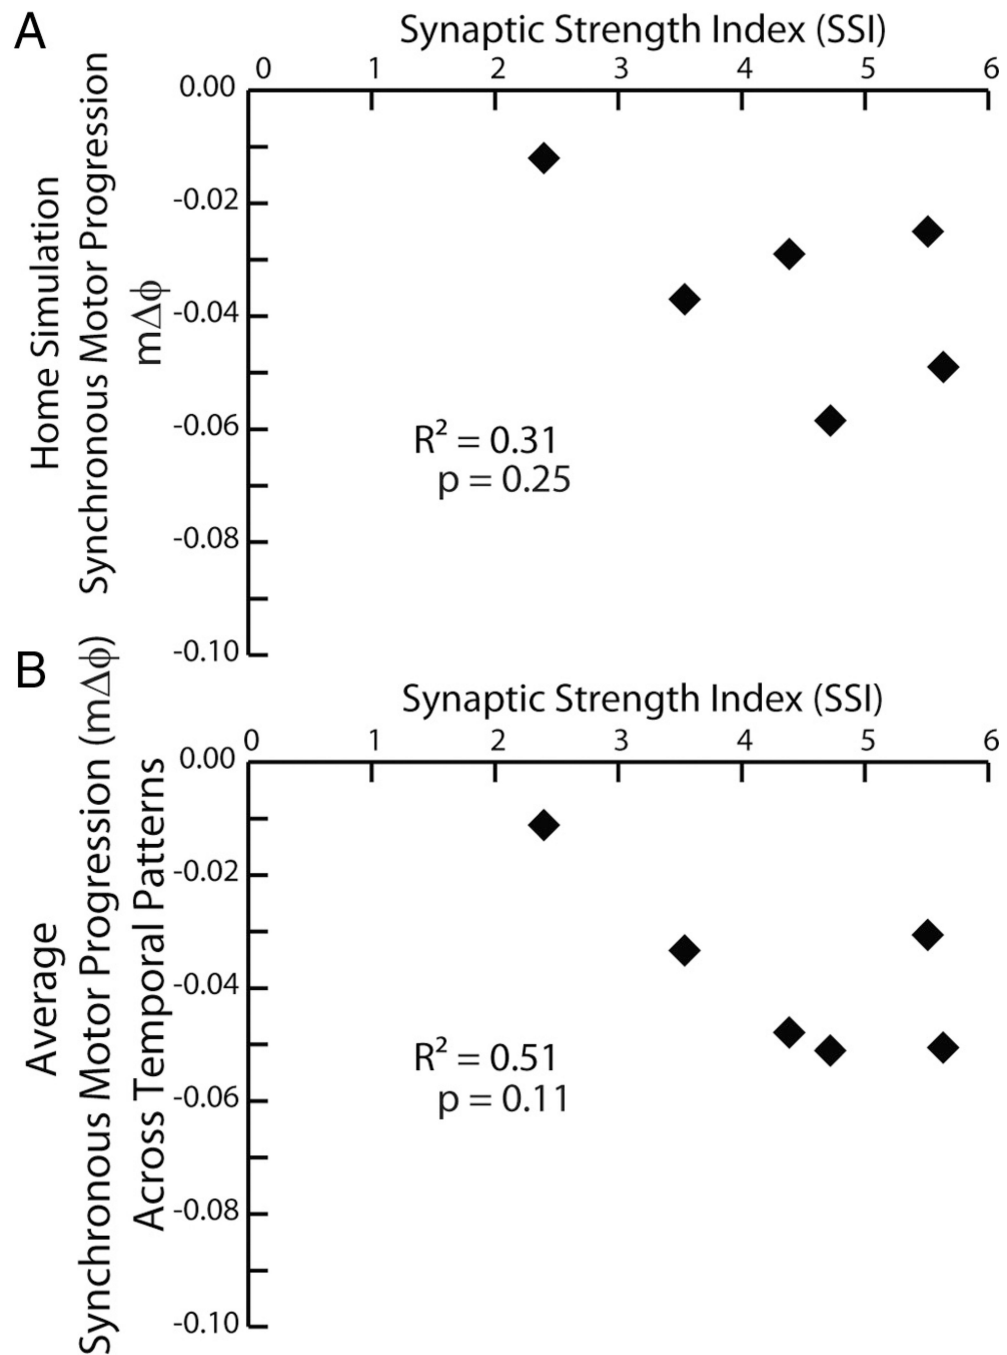 A
Synaptic Strength Index (SSI)
0 1 2 3 4 5 6
Home Simulation
Synchronous Motor Progression
mΔϕ
0.00
-0.02
-0.04
-0.06
-0.08
-0.10
R² = 0.31
p = 0.25
B
Synaptic Strength Index (SSI)
0 1 2 3 4 5 6
Average
Synchronous Motor Progression (mΔϕ)
Across Temporal Patterns
0.00
-0.02
-0.04
-0.06
-0.08
-0.10
R² = 0.51
p = 0.11